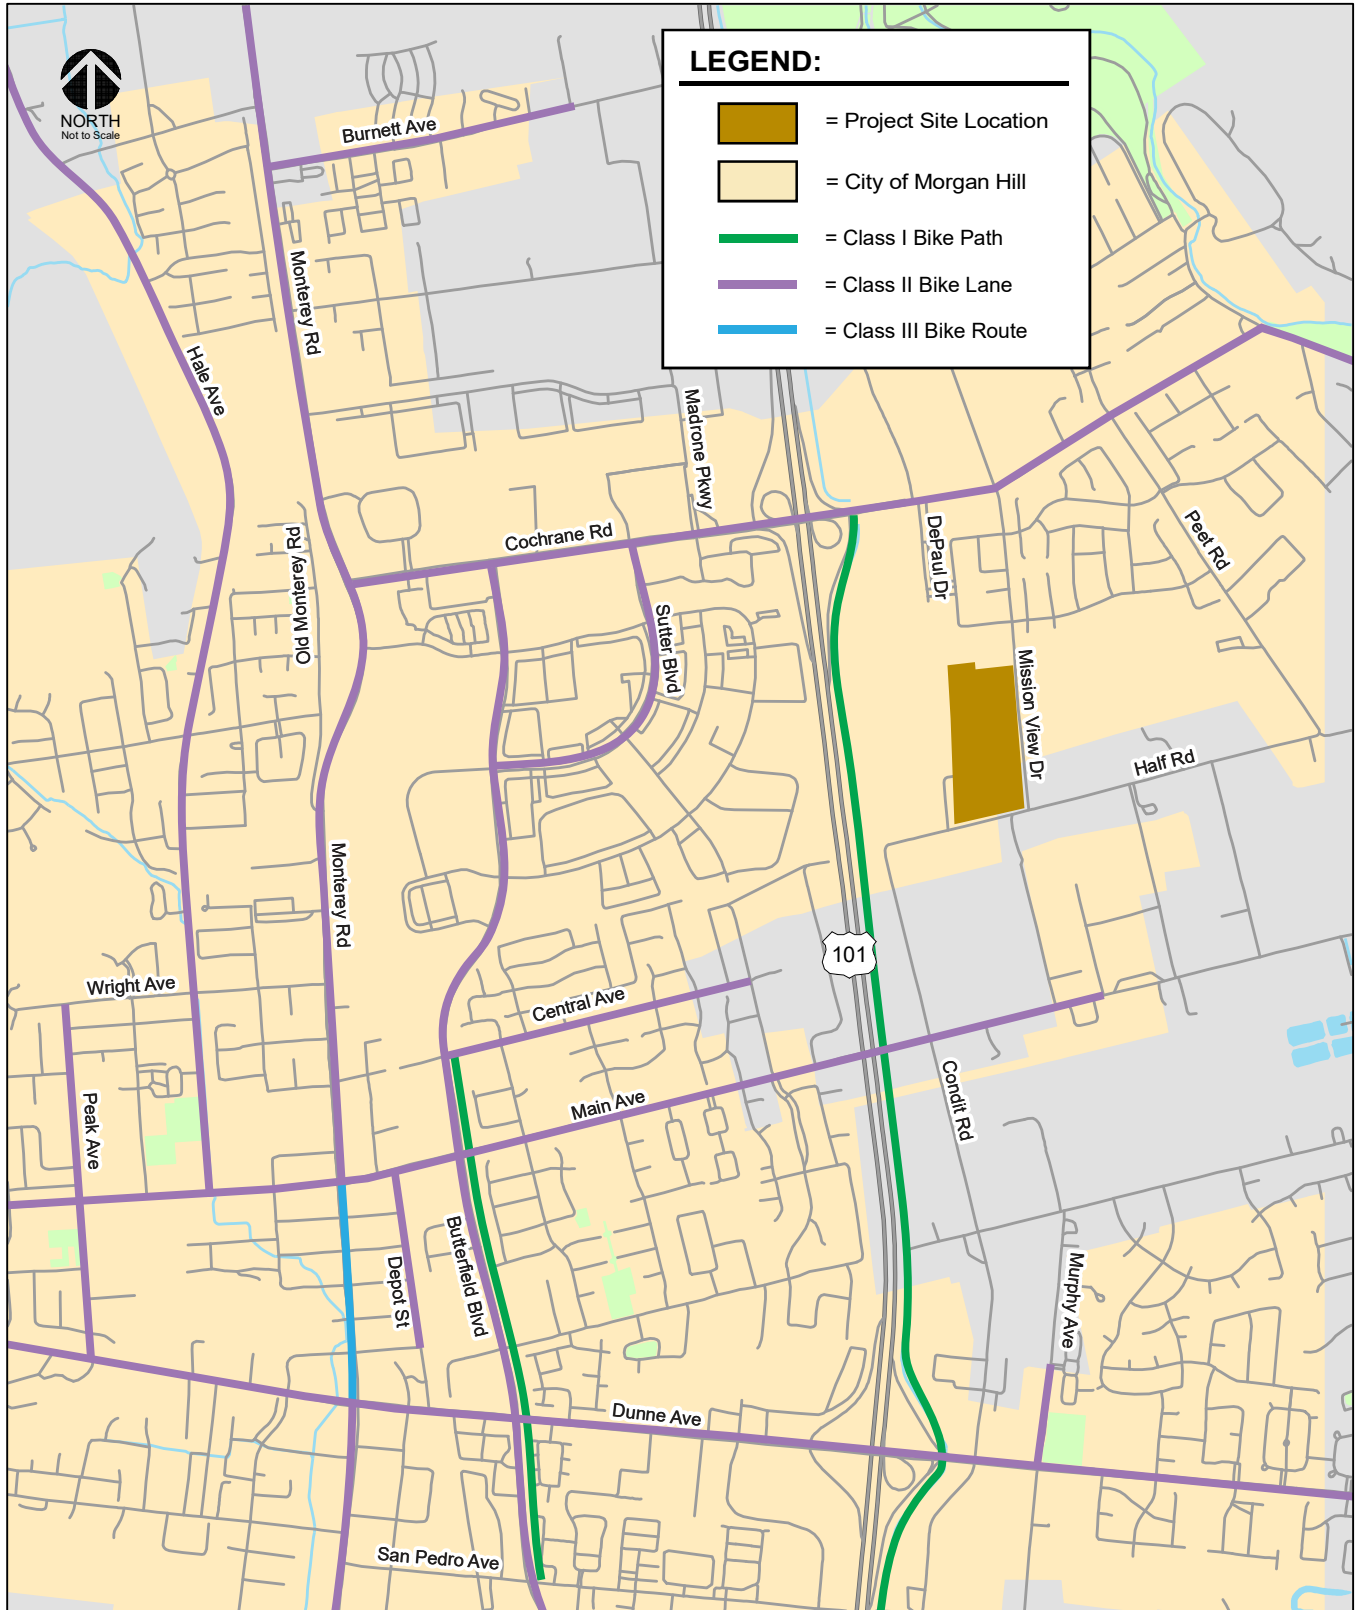 LEGEND:
= Project Site Location
= City of Morgan Hill
= Class I Bike Path
= Class II Bike Lane
= Class III Bike Route
NORTH
Not to Scale
Burnett Ave
Monterey Rd
Hale Ave
Madrone Pkwy
Cochrane Rd
Old Monterey Rd
DePaul Dr
Peet Rd
Sutter Blvd
Mission View Dr
Half Rd
Monterey Rd
101
Wright Ave
Central Ave
Peak Ave
Main Ave
Condit Rd
Butterfield Blvd
Depot St
Murphy Ave
Dunne Ave
San Pedro Ave